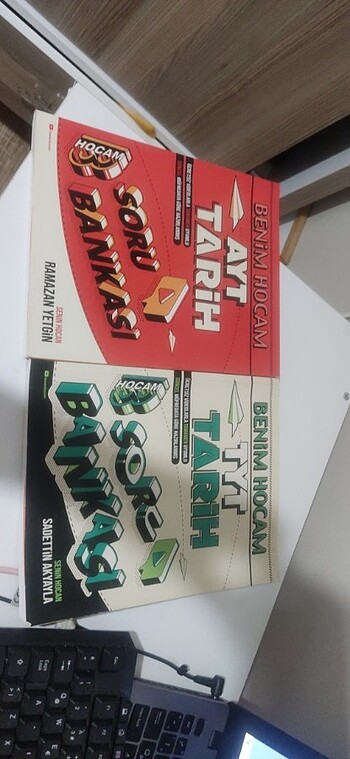 BENİM HOCAM
AYT
TARİH
3D
HOCAM
SORU
BANKASI
SENİN HOCAN
RAMAZAN YETGİN
BENİM HOCAM
TYT
TARİH
HOCAM
SORU
BANKASI
SENİN HOCAN
SADETTİN AKYAYLA